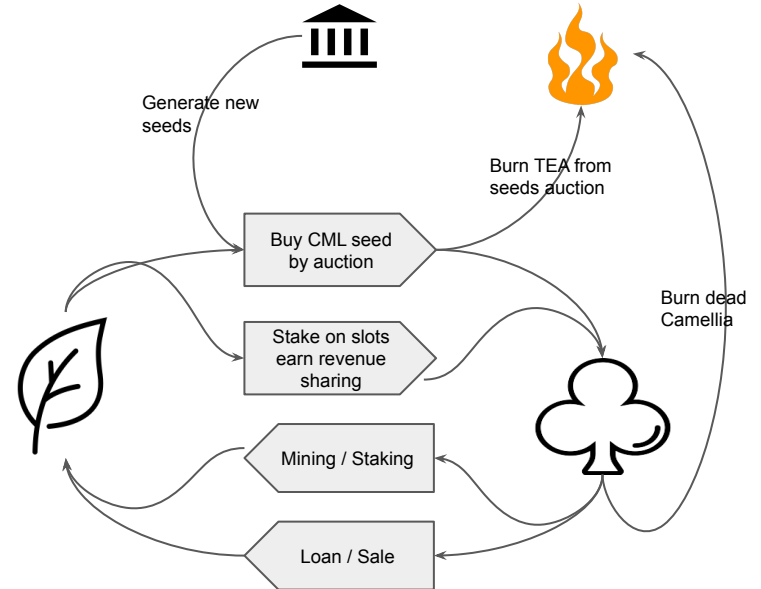 Generate new
seeds
Burn TEA from
seeds auction
Buy CML seed
by auction
Burn dead
Camellia
Stake on slots
earn revenue
sharing
Mining / Staking
Loan / Sale